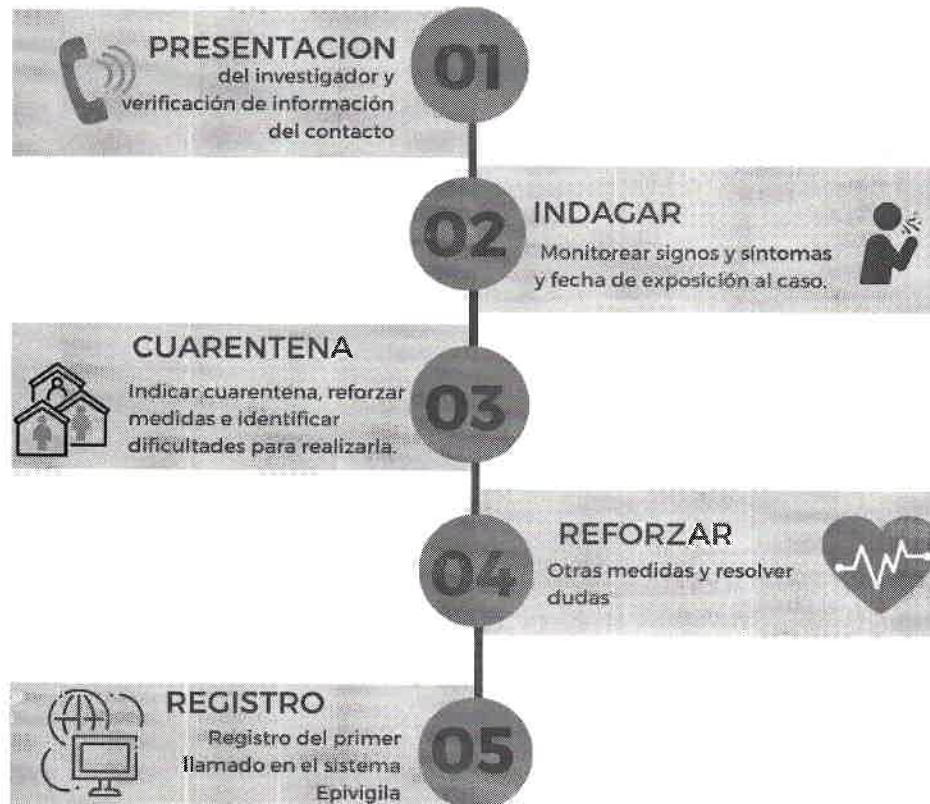 PRESENTACION
del investigador y
verificación de información
del contacto
01
02
INDAGAR
Monitorear signos y síntomas
y fecha de exposición al caso.
CUARENTENA
Indicar cuarentena, reforzar
medidas e identificar
dificultades para realizarla.
03
04
REFORZAR
Otras medidas y resolver
dudas
REGISTRO
Registro del primer
llamado en el sistema
Epivigila
05